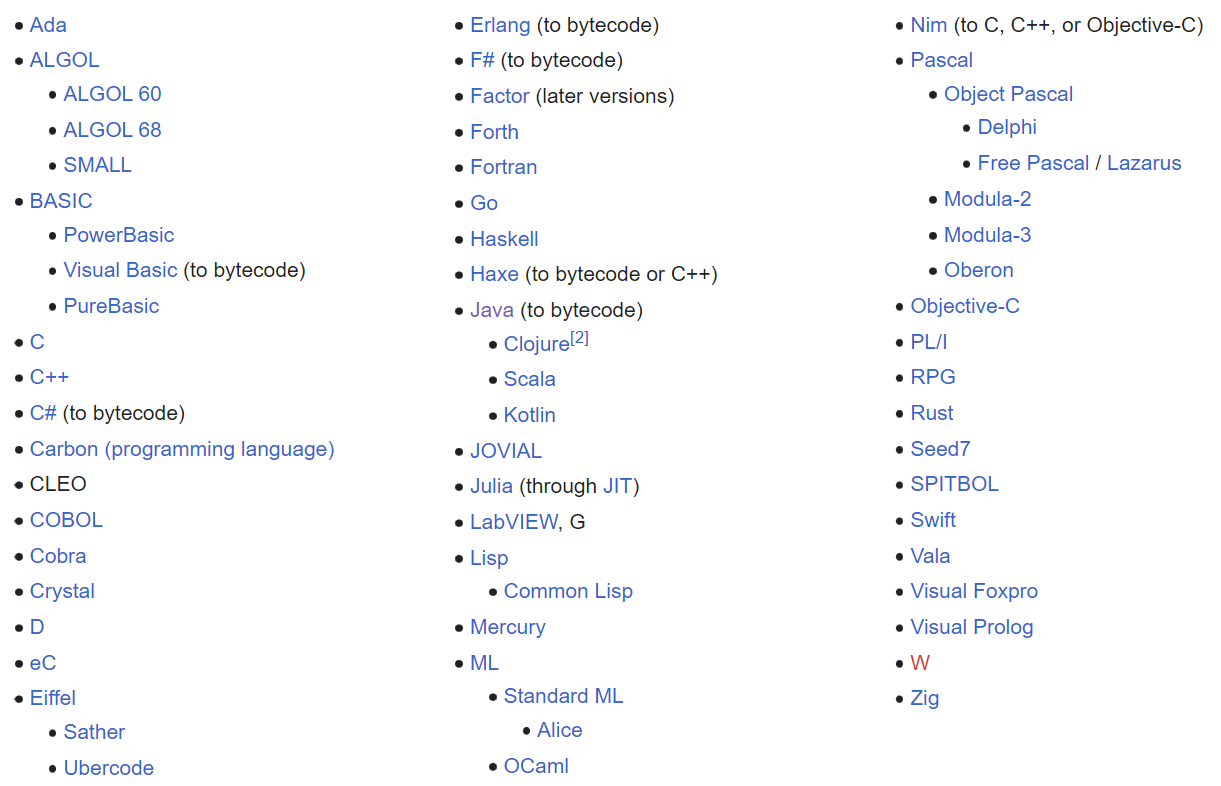 Ada
ALGOL
ALGOL 60
ALGOL 68
SMALL
BASIC
PowerBasic
Visual Basic (to bytecode)
PureBasic
C
C++
C# (to bytecode)
Carbon (programming language)
CLEO
COBOL
Cobra
Crystal
D
eC
Eiffel
Sather
Ubercode
Erlang (to bytecode)
F# (to bytecode)
Factor (later versions)
Forth
Fortran
Go
Haskell
Haxe (to bytecode or C++)
Java (to bytecode)
Clojure[2]
Scala
Kotlin
JOVIAL
Julia (through JIT)
LabVIEW, G
Lisp
Common Lisp
Mercury
ML
Standard ML
Alice
OCaml
Nim (to C, C++, or Objective-C)
Pascal
Object Pascal
Delphi
Free Pascal / Lazarus
Modula-2
Modula-3
Oberon
Objective-C
PL/I
RPG
Rust
Seed7
SPITBOL
Swift
Vala
Visual Foxpro
Visual Prolog
W
Zig